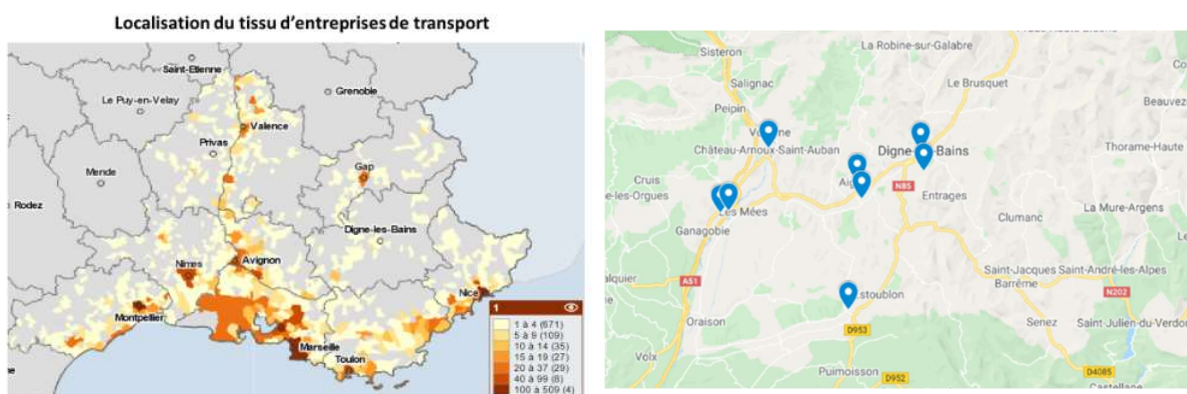 Localisation du tissu d'entreprises de transport
Saint-Etienne
Le Puy-en-Velay
Grenoble
Valence
Privas
Mende
Gap
Rodez
Digne-les-Bains
Nîmes
Avignon
Montpellier
Nice
Marseille
Toulon
1
1 à 4 (671)
5 à 9 (109)
10 à 14 (35)
15 à 19 (27)
20 à 37 (29)
40 à 99 (8)
100 à 509 (4)
Sisteron
La Robine-sur-Galabre
Salignac
Le Brusquet
Peipin
Beauvez
Château-Arnoux-Saint-Auban
Thorame-Haute
Cruis
-les-Orgues
N85
Entrages
Les Mées
Clumanc
La Mure-Argens
Ganagobie
alquier
A51
Saint-Jacques
Saint-André-les-Alpes
Barrême
N202
Estoublon
Oraison
Senez
Saint-Julien-du-Verdon
D953
Volx
Puimoisson
D952
D4085
Castellane